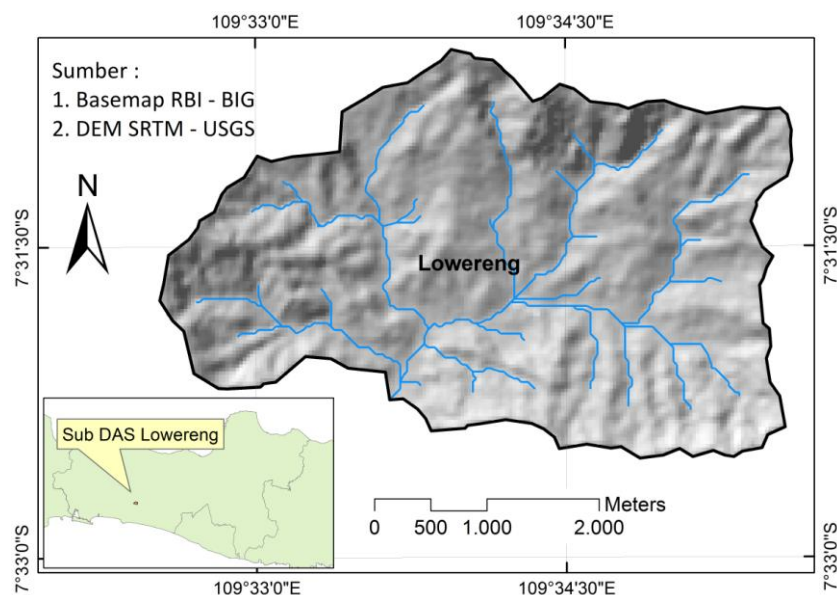 109°33'0"E 109°34'30"E
Sumber :
1. Basemap RBI - BIG
2. DEM SRTM - USGS
N
7°31'30"S
7°31'30"S
Lowereng
Sub DAS Lowereng
Meters
0 500 1.000 2.000
7°33'0"S
7°33'0"S
109°33'0"E 109°34'30"E